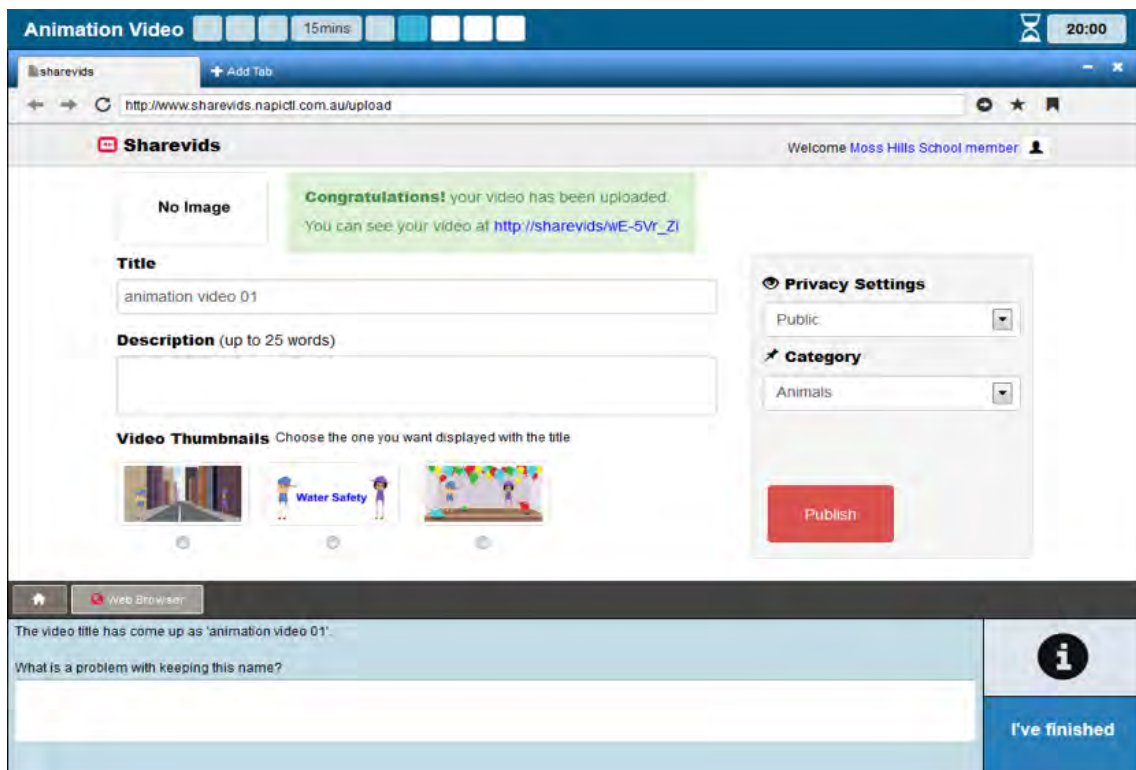 Animation Video 15mins 20:00
sharevids Add Tab
http://www.sharevids.napictl.com.au/upload
Sharevids Welcome Moss Hills School member
No Image
Congratulations! your video has been uploaded.
You can see your video at http://sharevids/wE-5Vr_Zi
Title
animation video 01
Description (up to 25 words)
Privacy Settings
Public
Category
Animals
Video Thumbnails Choose the one you want displayed with the title
Water Safety
Publish
Web Browser
The video title has come up as 'animation video 01'.
What is a problem with keeping this name?
I've finished